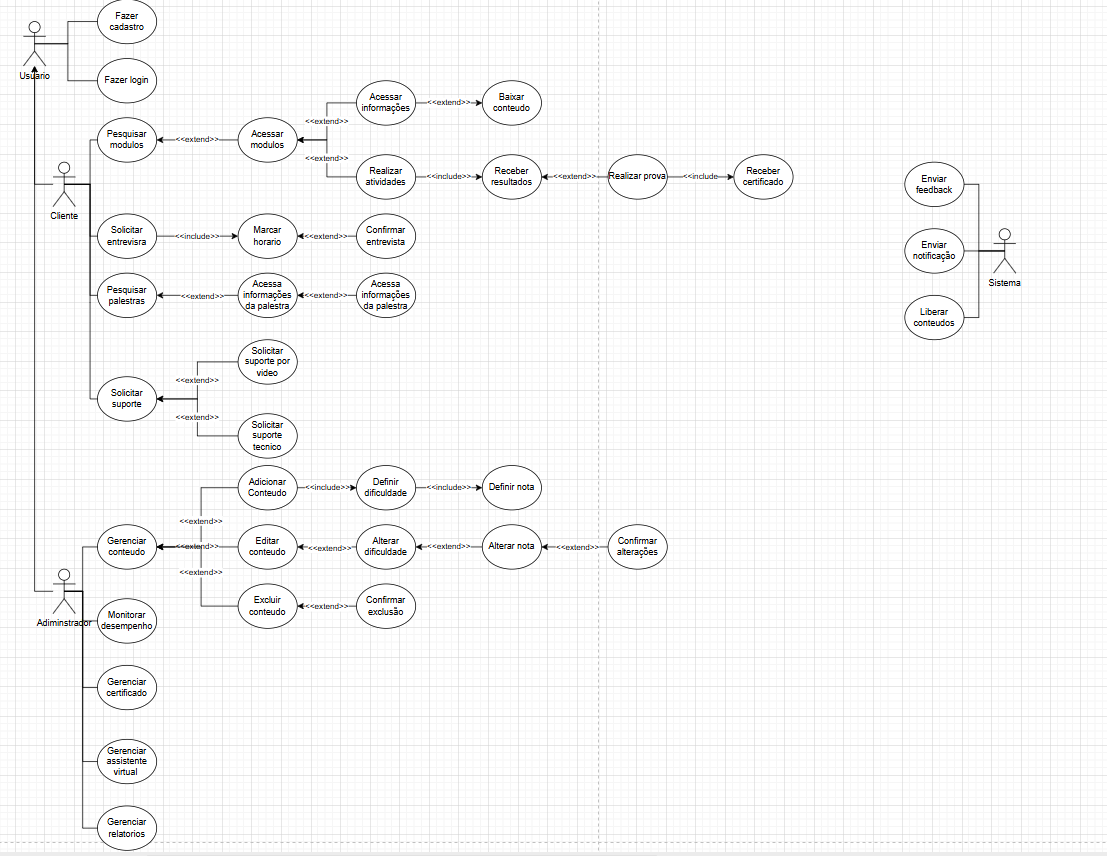 Fazer
cadastro
Usuario
Fazer login
Acessar
informações
<<extend>>
Baixar
conteudo
<<extend>>
Pesquisar
modulos
<<extend>>
Acessar
modulos
<<extend>>
Realizar
atividades
<<include>>
Receber
resultados
<<extend>>
Realizar prova
<<include
Receber
certificado
Cliente
Solicitar
entrevisra
<<include>>
Marcar
horario
<<extend>>
Confirmar
entrevista
Pesquisar
palestras
<<extend>>
Acessa
informações
da palestra
<<extend>>
Acessa
informações
da palestra
Solicitar
suporte por
video
<<extend>>
Solicitar
suporte
<<extend>>
Solicitar
suporte
tecnico
Enviar
feedback
Enviar
notificação
Sistema
Liberar
conteudos
Adicionar
Conteudo
<<include>>
Definir
dificuldade
<<include>>
Definir nota
<<extend>>
Gerenciar
conteudo
<<extend>>
Editar
conteudo
<<extend>>
Alterar
dificuldade
<<extend>>
Alterar nota
<<extend>>
Confirmar
alterações
<<extend>>
Excluir
conteudo
<<extend>>
Confirmar
exclusão
Adiminstrador
Monitorar
desempenho
Gerenciar
certificado
Gerenciar
assistente
virtual
Gerenciar
relatorios